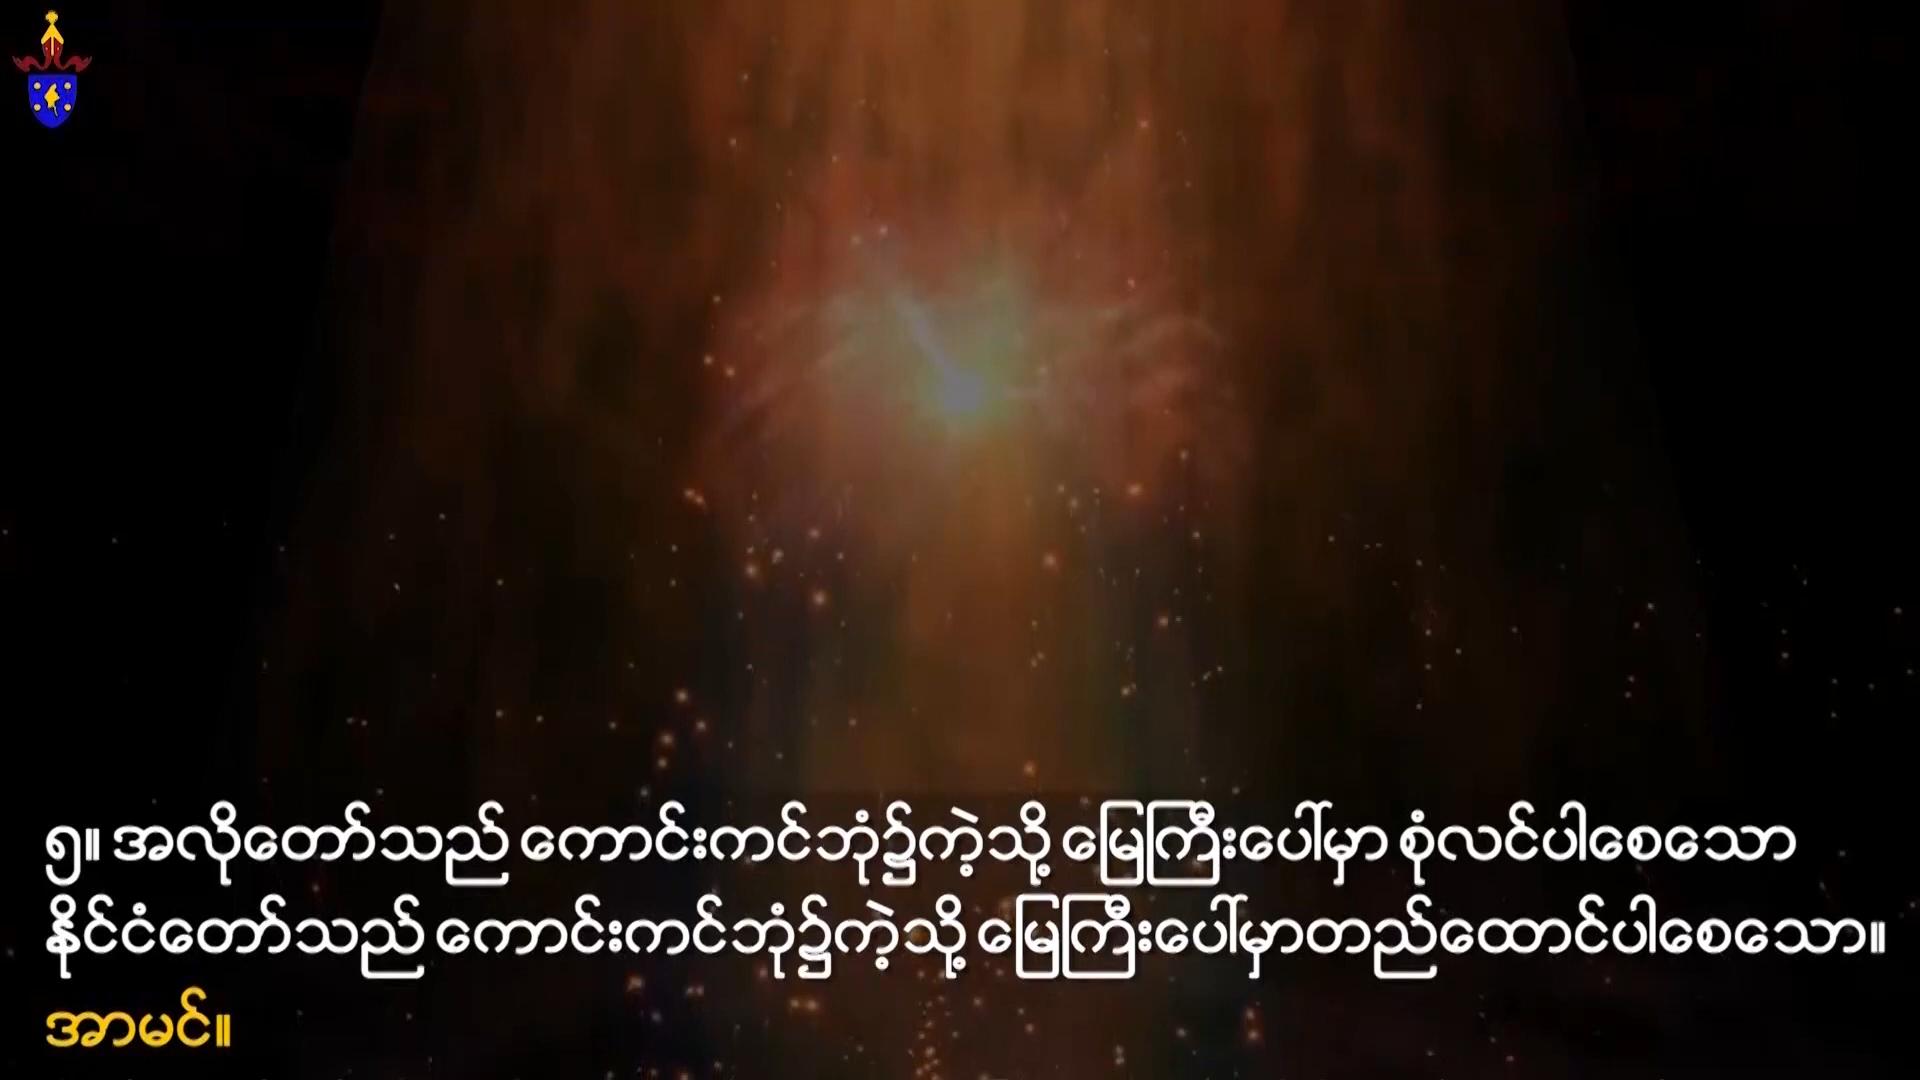 ၅။ အလိုတော်သည် ကောင်းကင်ဘုံ၌ကဲ့သို့ မြေကြီးပေါ်မှာ စုံလင်ပါစေသော
နိုင်ငံတော်သည် ကောင်းကင်ဘုံ၌ကဲ့သို့ မြေကြီးပေါ်မှာတည်ထောင်ပါစေသော။
အာမင်။